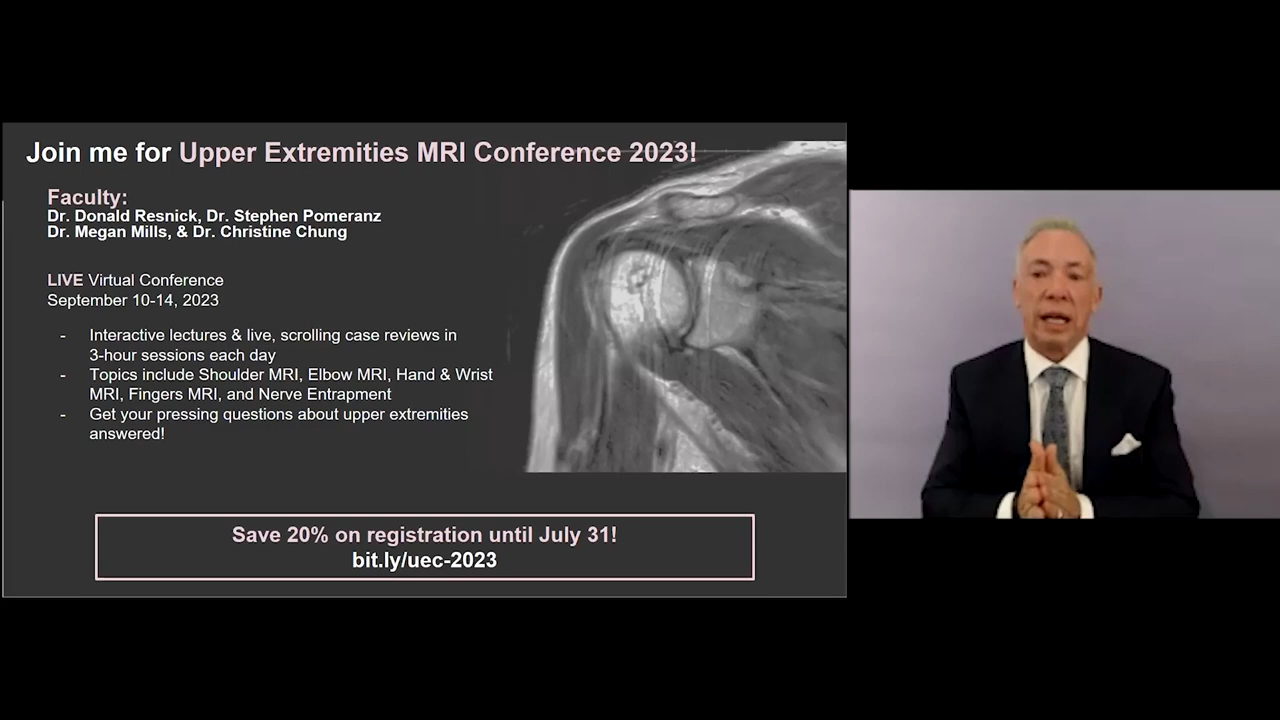 Join me for Upper Extremities MRI Conference 2023!
Faculty:
Dr. Donald Resnick, Dr. Stephen Pomeranz
Dr. Megan Mills, & Dr. Christine Chung
LIVE Virtual Conference
September 10-14, 2023
- Interactive lectures & live, scrolling case reviews in
3-hour sessions each day
- Topics include Shoulder MRI, Elbow MRI, Hand & Wrist
MRI, Fingers MRI, and Nerve Entrapment
- Get your pressing questions about upper extremities
answered!
Save 20% on registration until July 31!
bit.ly/uec-2023